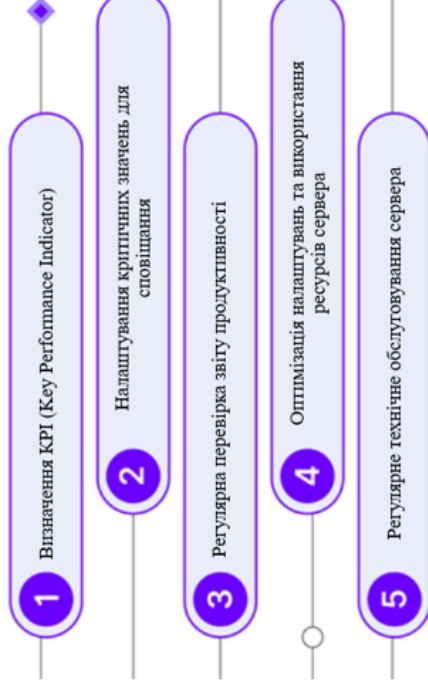 1
Визначення KPI (Key Performance Indicator)
2
Налаштування критичних значень для
сповіщання
3
Регулярна перевірка звіту продуктивності
4
Оптимізація налаштувань та використання
ресурсів сервера
5
Регулярне технічне обслуговування сервера